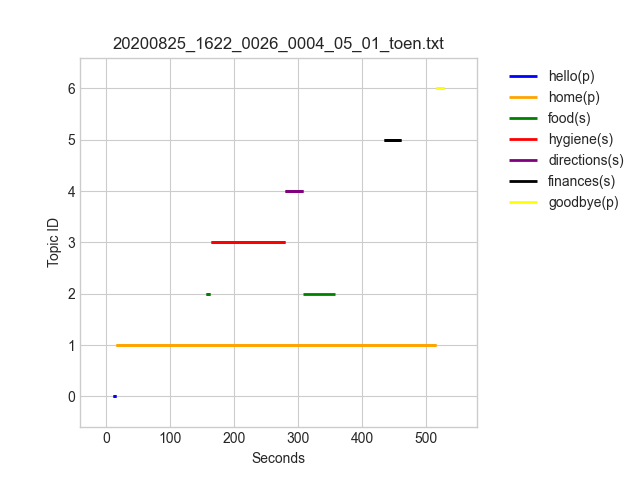 20200825_1622_0026_0004_05_01_toen.txt
hello(p)
home(p)
food(s)
hygiene(s)
directions(s)
finances(s)
goodbye(p)
Topic ID
6
5
4
3
2
1
0
0 100 200 300 400 500
Seconds